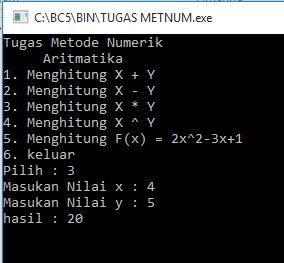 C:\BC5\BIN\TUGAS METNUM.exe
Tugas Metode Numerik
Aritmatika
1. Menghitung X + Y
2. Menghitung X - Y
3. Menghitung X * Y
4. Menghitung X ^ Y
5. Menghitung F(x) = 2x^2-3x+1
6. keluar
Pilih : 3
Masukan Nilai x : 4
Masukan Nilai y : 5
hasil : 20